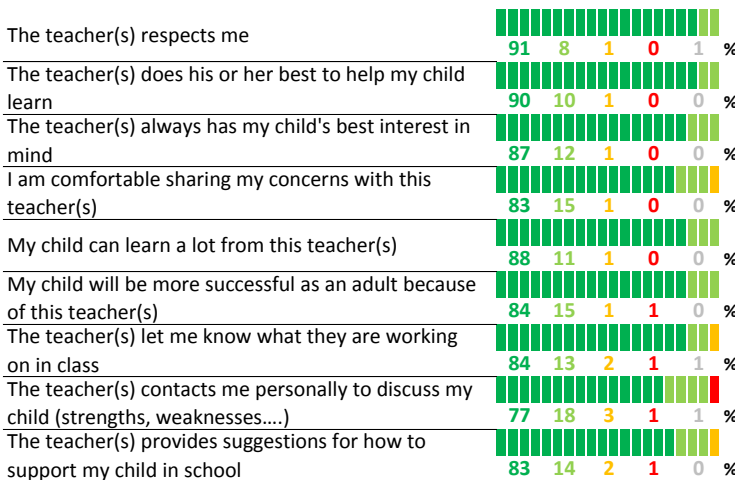 The teacher(s) respects me
91 8 1 0 1 %
The teacher(s) does his or her best to help my child
learn
90 10 1 0 0 %
The teacher(s) always has my child's best interest in
mind
87 12 1 0 0 %
I am comfortable sharing my concerns with this
teacher(s)
83 15 1 0 0 %
My child can learn a lot from this teacher(s)
88 11 1 0 0 %
My child will be more successful as an adult because
of this teacher(s)
84 15 1 1 0 %
The teacher(s) let me know what they are working
on in class
84 13 2 1 1 %
The teacher(s) contacts me personally to discuss my
child (strengths, weaknesses....)
77 18 3 1 1 %
The teacher(s) provides suggestions for how to
support my child in school
83 14 2 1 0 %